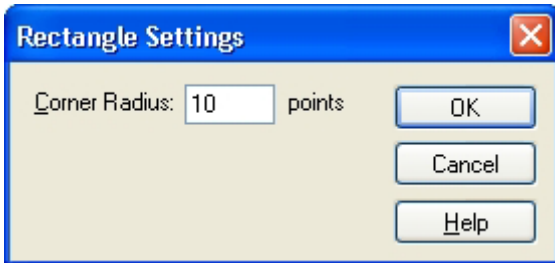 Rectangle Settings
Corner Radius: 10 points
OK
Cancel
Help